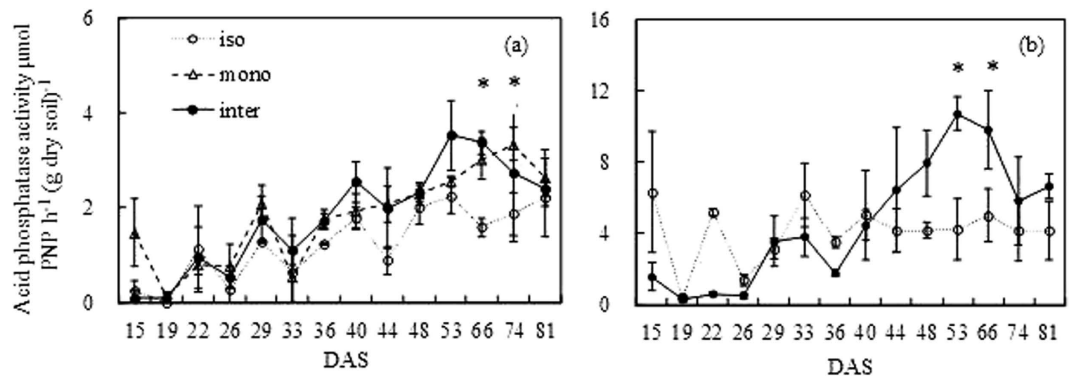 Acid phosphatase activity μmol
PNP h⁻¹ (g dry soil)⁻¹
6
4
2
0
iso
mono
inter
(a)
* *
15 19 22 26 29 33 36 40 44 48 53 66 74 81
DAS
16
12
8
4
0
(b)
* *
15 19 22 26 29 33 36 40 44 48 53 66 74 81
DAS